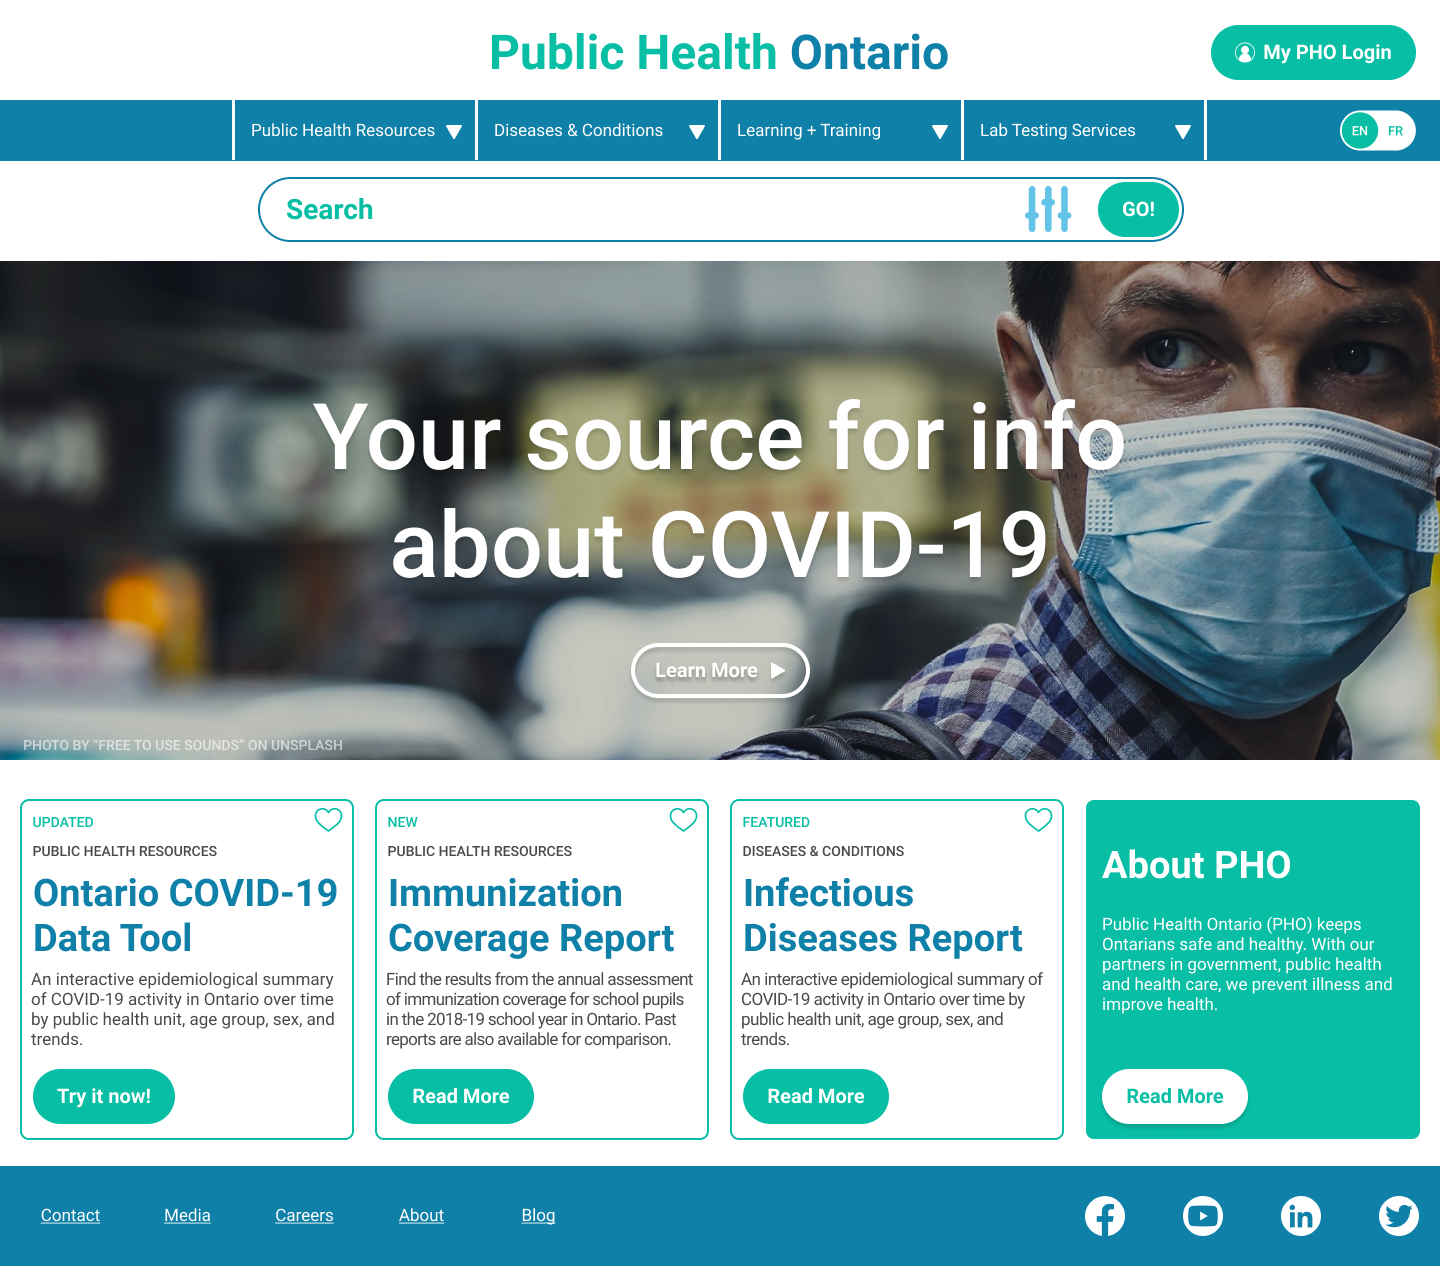 Public Health Ontario
My PHO Login
Public Health Resources
Diseases & Conditions
Learning + Training
Lab Testing Services
EN
FR
Search
GO!
Your source for info
about COVID-19
Learn More
PHOTO BY “FREE TO USE SOUNDS” ON UNSPLASH
UPDATED
PUBLIC HEALTH RESOURCES
Ontario COVID-19
Data Tool
An interactive epidemiological summary
of COVID-19 activity in Ontario over time
by public health unit, age group, sex, and
trends.
Try it now!
NEW
PUBLIC HEALTH RESOURCES
Immunization
Coverage Report
Find the results from the annual assessment
of immunization coverage for school pupils
in the 2018-19 school year in Ontario. Past
reports are also available for comparison.
Read More
FEATURED
DISEASES & CONDITIONS
Infectious
Diseases Report
An interactive epidemiological summary of
COVID-19 activity in Ontario over time by
public health unit, age group, sex, and
trends.
Read More
About PHO
Public Health Ontario (PHO) keeps
Ontarians safe and healthy. With our
partners in government, public health
and health care, we prevent illness and
improve health.
Read More
Contact
Media
Careers
About
Blog